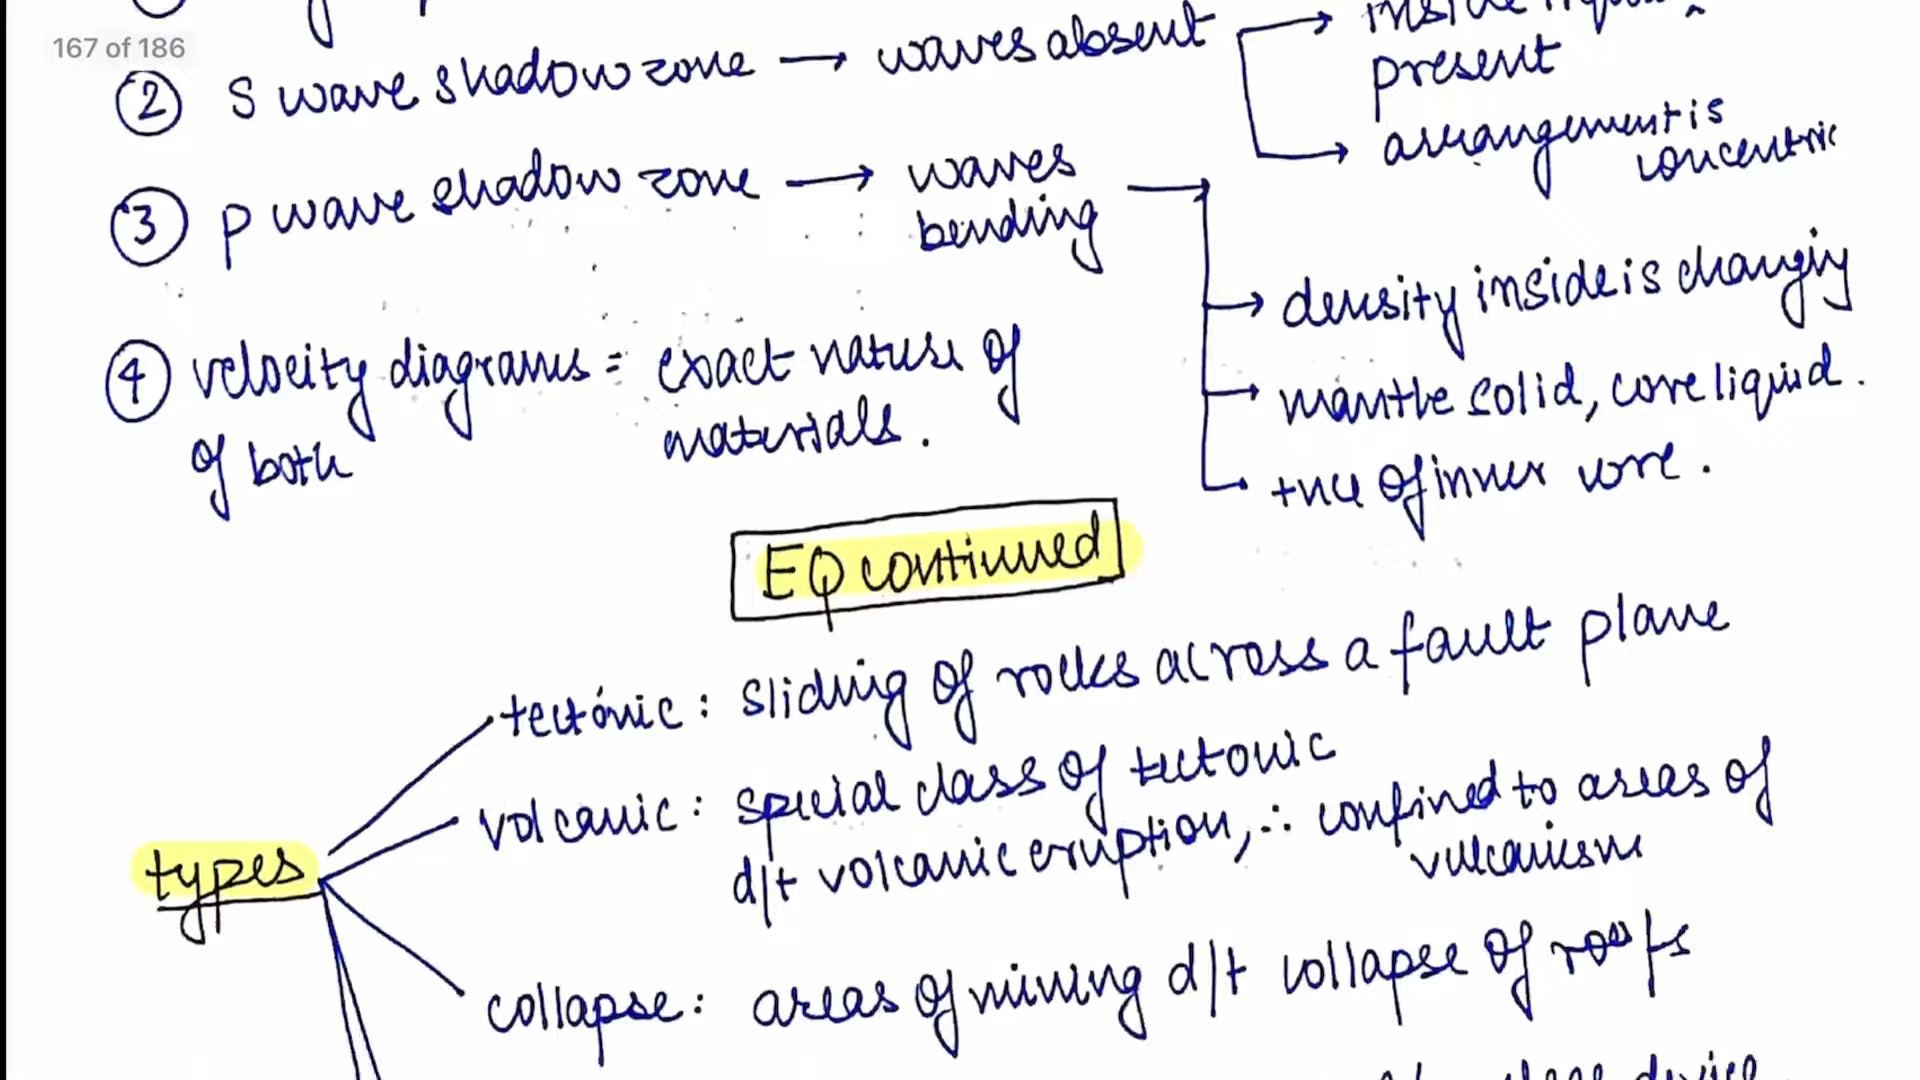 167 of 186
② S wave shadow zone → waves absent
inside
present
→ arrangement is
concentric
③ p wave shadow zone → waves
bending
→ density inside is changing
→ mantle solid, core liquid.
+nce of inner core.
④ velocity diagrams = exact nature of
of both materials.
EQ continued
types
tectonic: sliding of rocks across a fault plane
volcanic: special class of tectonic
d/t volcanic eruption, ∴ confined to areas of
vulcanism
collapse: areas of mining d/t collapse of roofs
device